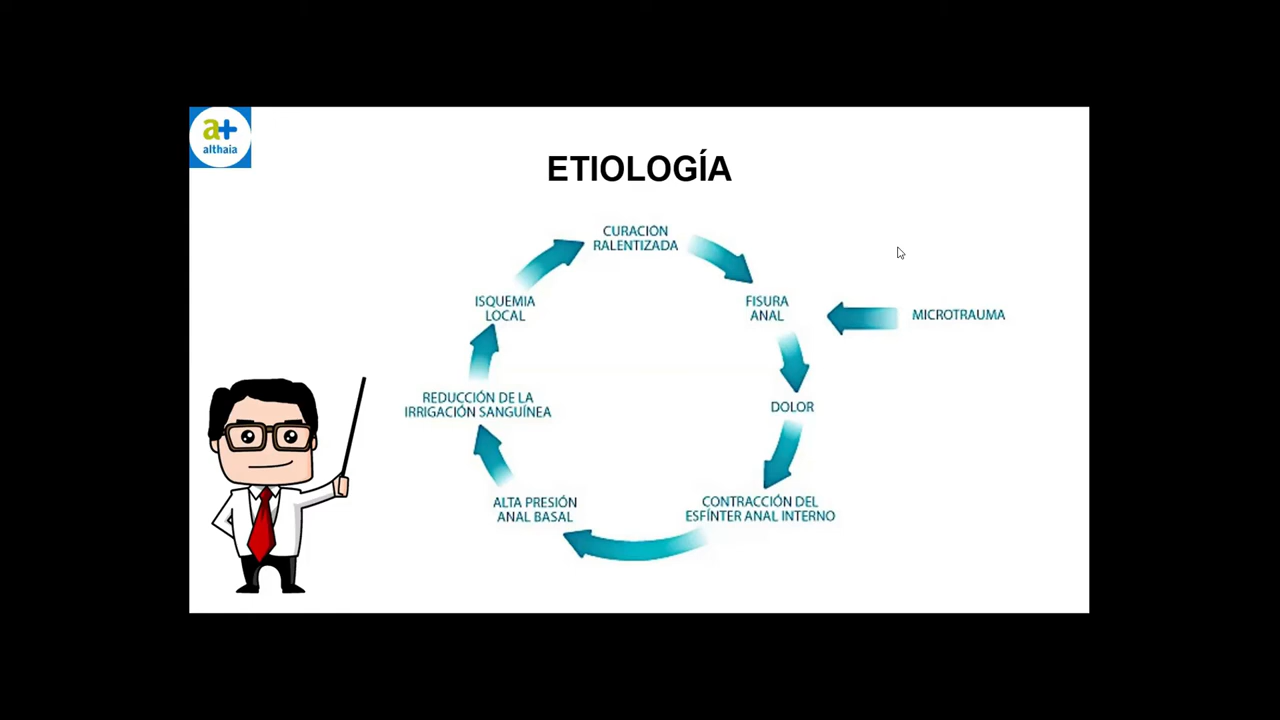 a+
althaia
ETIOLOGÍA
CURACIÓN
RALENTIZADA
ISQUEMIA
LOCAL
FISURA
ANAL
MICROTRAUMA
REDUCCIÓN DE LA
IRRIGACIÓN SANGUÍNEA
DOLOR
ALTA PRESIÓN
ANAL BASAL
CONTRACCIÓN DEL
ESFÍNTER ANAL INTERNO